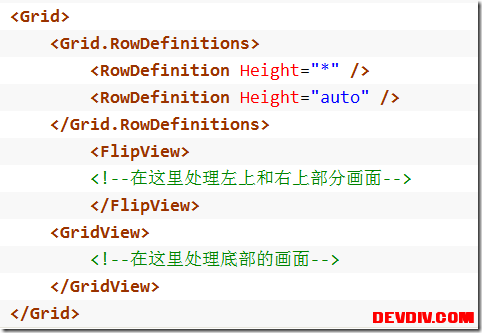 <Grid>
<Grid.RowDefinitions>
<RowDefinition Height="*" />
<RowDefinition Height="auto" />
</Grid.RowDefinitions>
<FlipView>
<!--在这里处理左上和右上部分画面-->
</FlipView>
<GridView>
<!--在这里处理底部的画面-->
</GridView>
</Grid>
DEVDIV.COM